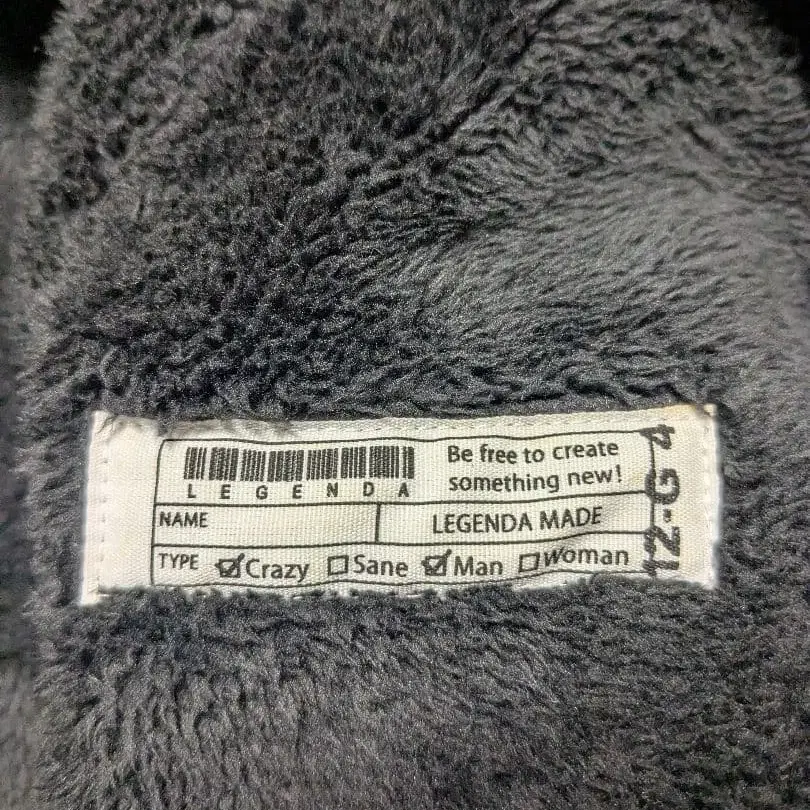 LEGENDA
Be free to create
something new!
NAME
LEGENDA MADE
TYPE ☑Crazy ☐Sane ☑Man ☐Woman
12-G 4